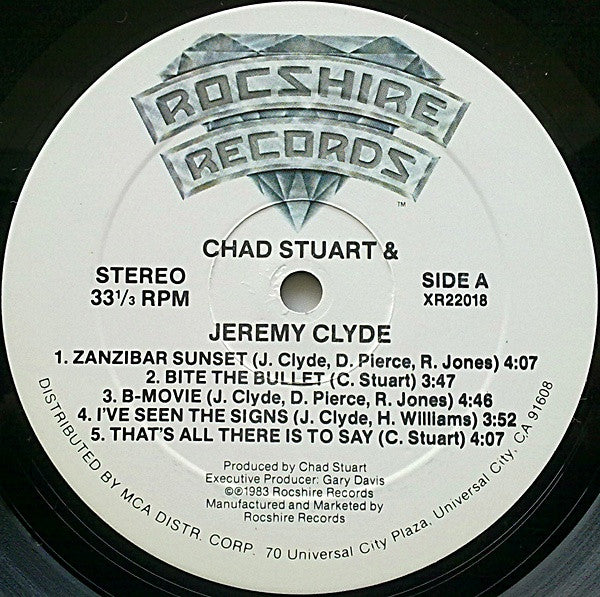 ROCSHIRE
RECORDS
™
CHAD STUART &
STEREO
33 1/3 RPM
SIDE A
XR22018
JEREMY CLYDE
1. ZANZIBAR SUNSET (J. Clyde, D. Pierce, R. Jones) 4:07
2. BITE THE BULLET (C. Stuart) 3:47
3. B-MOVIE (J. Clyde, D. Pierce, R. Jones) 4:46
4. I'VE SEEN THE SIGNS (J. Clyde, H. Williams) 3:52
5. THAT'S ALL THERE IS TO SAY (C. Stuart) 4:07
Produced by Chad Stuart
Executive Producer: Gary Davis
©℗1983 Rocshire Records
Manufactured and Marketed by
Rocshire Records
DISTRIBUTED BY MCA DISTR. CORP. 70 Universal City Plaza, Universal City, CA 91608